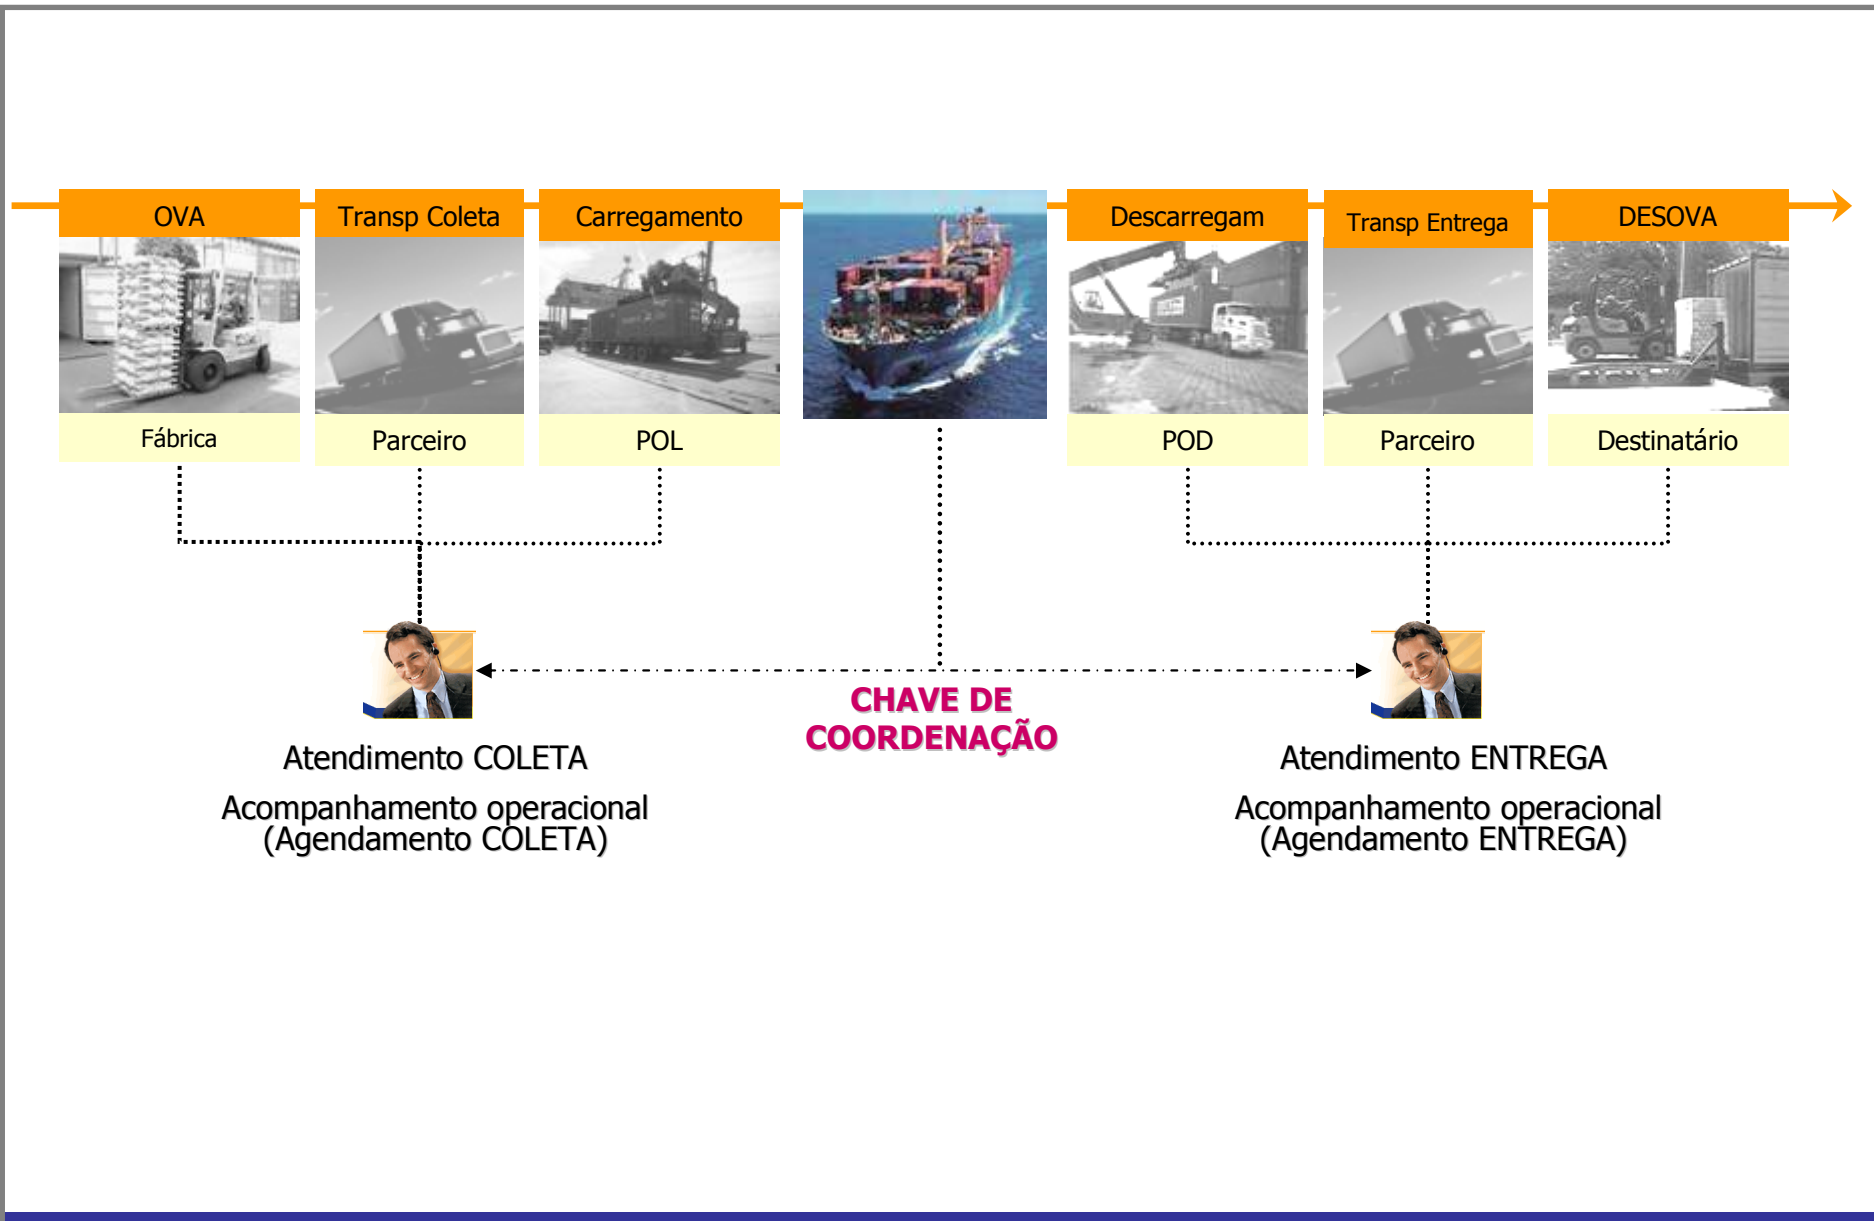 OVA
Transp Coleta
Carregamento
Descarregam
Transp Entrega
DESOVA
Fábrica
Parceiro
POL
POD
Parceiro
Destinatário
CHAVE DE
COORDENAÇÃO
Atendimento COLETA
Acompanhamento operacional
(Agendamento COLETA)
Atendimento ENTREGA
Acompanhamento operacional
(Agendamento ENTREGA)